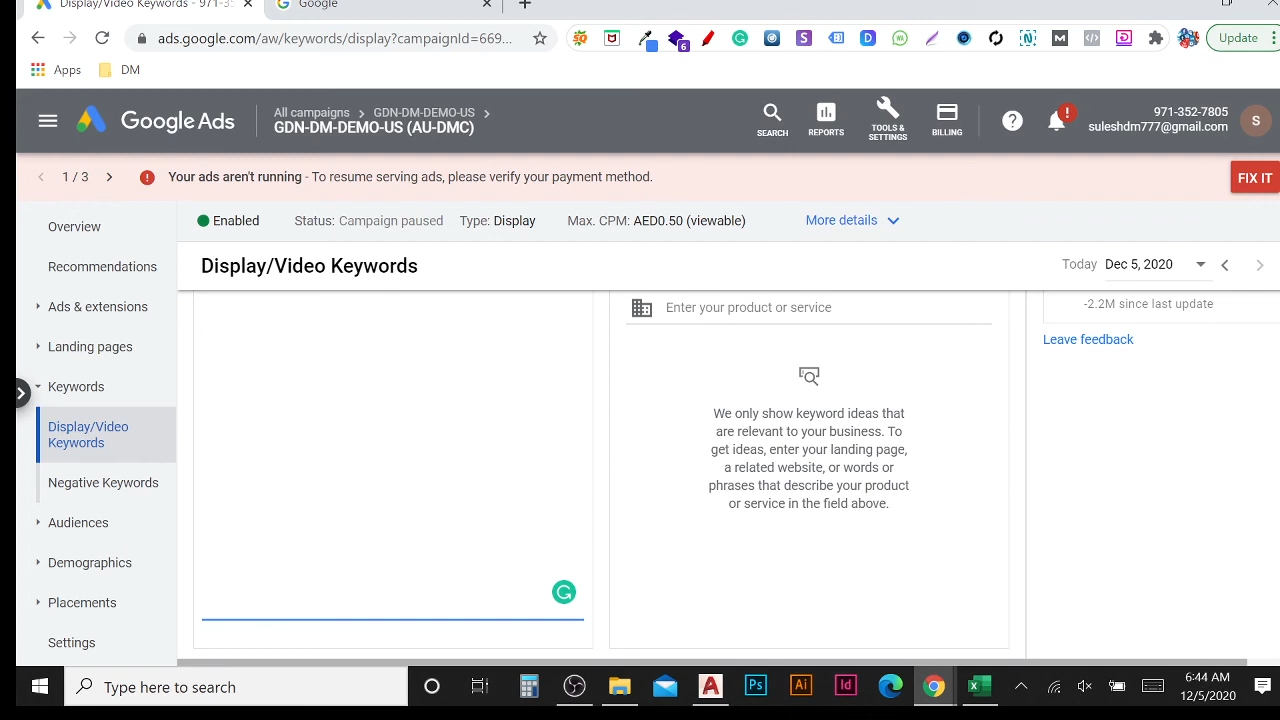 Display/Video Keywords - 971-35
Google
ads.google.com/aw/keywords/display?campaignId=669...
6
Update
Apps
DM
Google Ads
All campaigns
GDN-DM-DEMO-US
GDN-DM-DEMO-US (AU-DMC)
SEARCH
REPORTS
TOOLS &
SETTINGS
BILLING
971-352-7805
suleshdm777@gmail.com
S
1 / 3
Your ads aren't running - To resume serving ads, please verify your payment method.
FIX IT
Enabled
Status: Campaign paused
Type: Display
Max. CPM: AED0.50 (viewable)
More details
Display/Video Keywords
Today
Dec 5, 2020
Overview
Recommendations
Ads & extensions
Landing pages
Keywords
Display/Video
Keywords
Negative Keywords
Audiences
Demographics
Placements
Settings
Enter your product or service
We only show keyword ideas that
are relevant to your business. To
get ideas, enter your landing page,
a related website, or words or
phrases that describe your product
or service in the field above.
-2.2M since last update
Leave feedback
Type here to search
Ps
Ai
Id
6:44 AM
12/5/2020